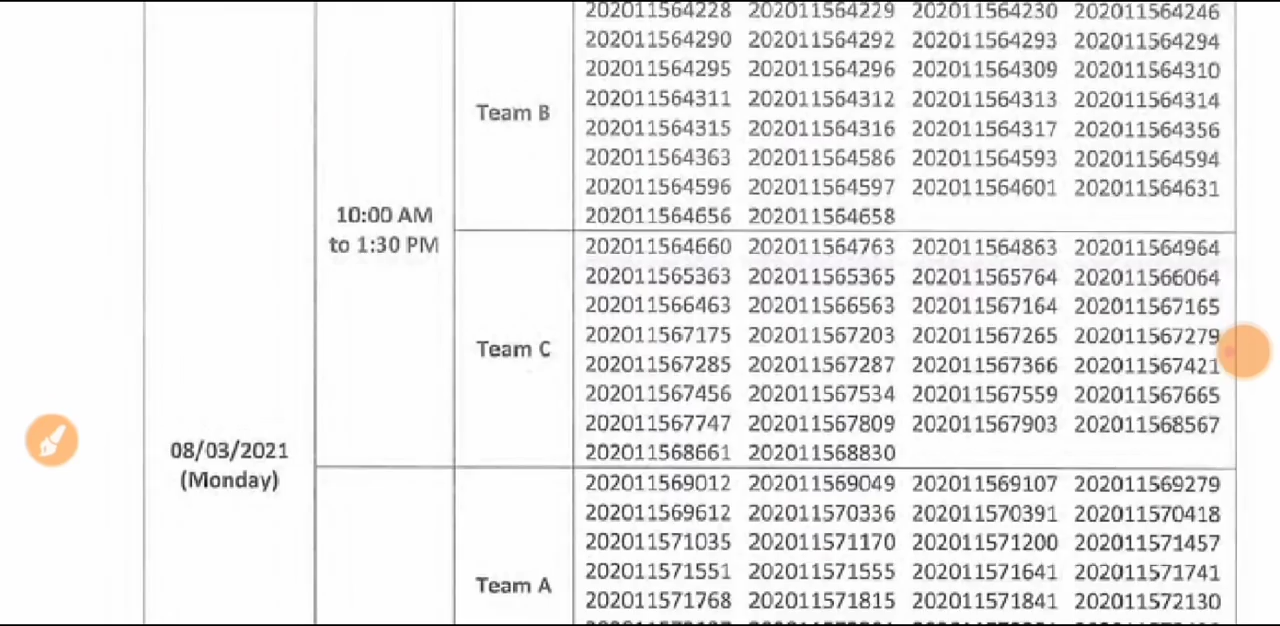 202011564228 202011564229 202011564230 202011564246
202011564290 202011564292 202011564293 202011564294
202011564295 202011564296 202011564309 202011564310
202011564311 202011564312 202011564313 202011564314
Team B
202011564315 202011564316 202011564317 202011564356
202011564363 202011564586 202011564593 202011564594
202011564596 202011564597 202011564601 202011564631
202011564656 202011564658
10:00 AM
to 1:30 PM
202011564660 202011564763 202011564863 202011564964
202011565363 202011565365 202011565764 202011566064
202011566463 202011566563 202011567164 202011567165
202011567175 202011567203 202011567265 202011567279
Team C
202011567285 202011567287 202011567366 202011567421
202011567456 202011567534 202011567559 202011567665
202011567747 202011567809 202011567903 202011568567
202011568661 202011568830
08/03/2021
(Monday)
202011569012 202011569049 202011569107 202011569279
202011569612 202011570336 202011570391 202011570418
202011571035 202011571170 202011571200 202011571457
202011571551 202011571555 202011571641 202011571741
Team A
202011571768 202011571815 202011571841 202011572130